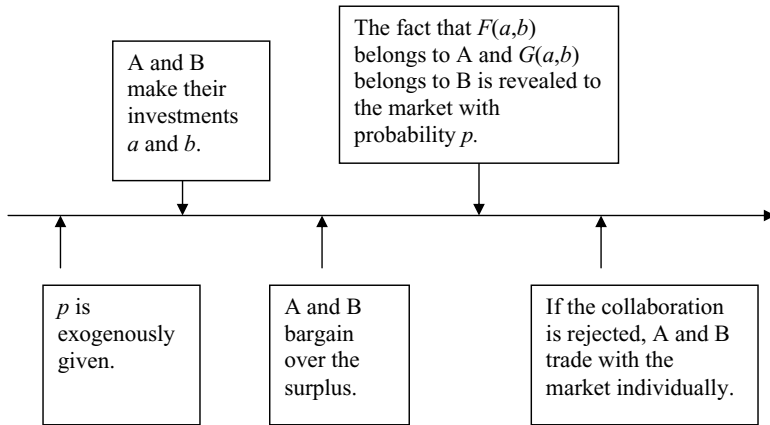 A and B
make their
investments
a and b.
The fact that F(a,b)
belongs to A and G(a,b)
belongs to B is revealed to
the market with
probability p.
p is
exogenously
given.
A and B
bargain
over the
surplus.
If the collaboration
is rejected, A and B
trade with the
market individually.